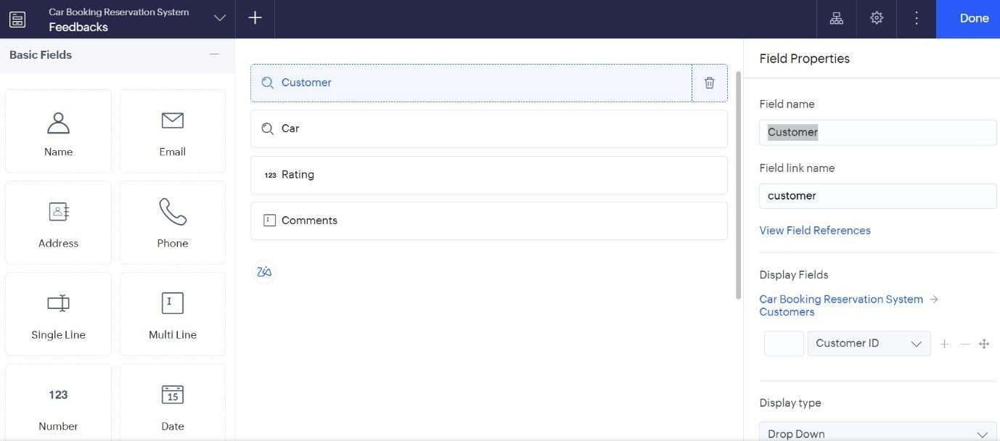 Car Booking Reservation System
Feedbacks
Done
Basic Fields
Name
Email
Address
Phone
Single Line
I
Multi Line
123
Number
15
Date
Customer
Car
123 Rating
I Comments
Zia
Field Properties
Field name
Customer
Field link name
customer
View Field References
Display Fields
Car Booking Reservation System
Customers
Customer ID
Display type
Drop Down